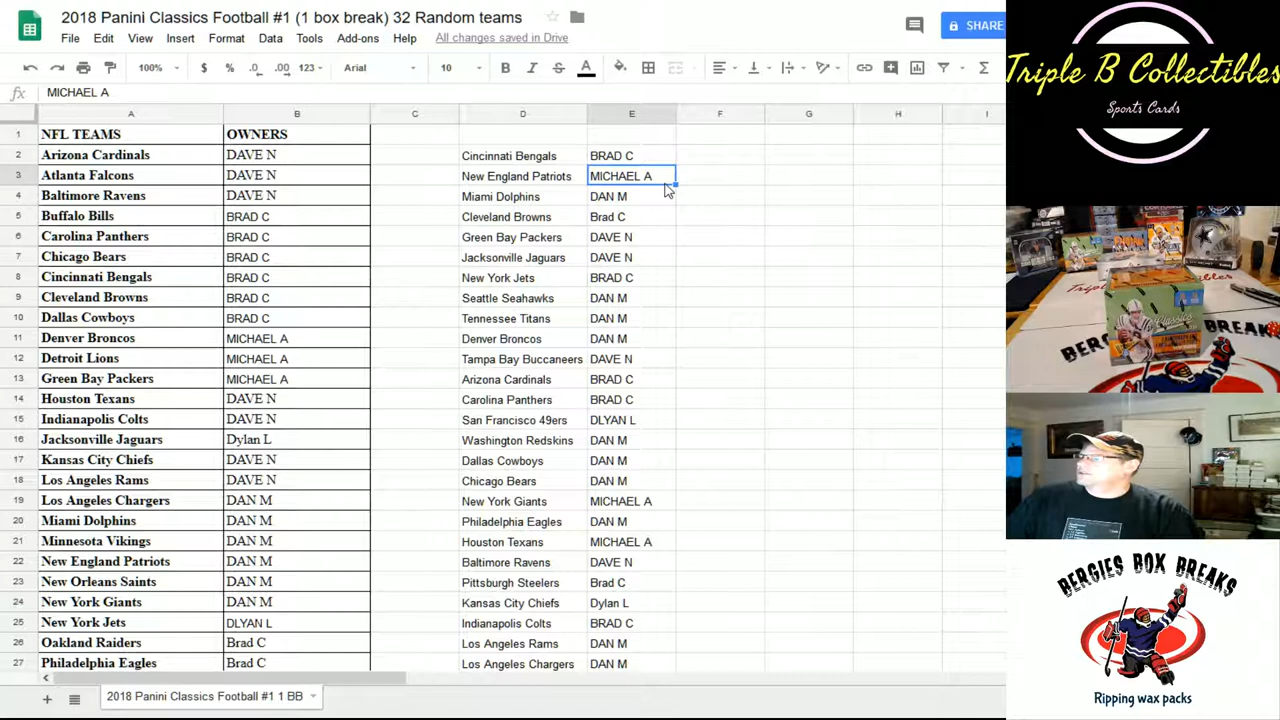 2018 Panini Classics Football #1 (1 box break) 32 Random teams
File Edit View Insert Format Data Tools Add-ons Help All changes saved in Drive
SHARE
100% $ % .0 .00 123 Arial 10 B I S A
fx MICHAEL A
A B C D E F G H I
1 NFL TEAMS OWNERS
2 Arizona Cardinals DAVE N Cincinnati Bengals BRAD C
3 Atlanta Falcons DAVE N New England Patriots MICHAEL A
4 Baltimore Ravens DAVE N Miami Dolphins DAN M
5 Buffalo Bills BRAD C Cleveland Browns Brad C
6 Carolina Panthers BRAD C Green Bay Packers DAVE N
7 Chicago Bears BRAD C Jacksonville Jaguars DAVE N
8 Cincinnati Bengals BRAD C New York Jets BRAD C
9 Cleveland Browns BRAD C Seattle Seahawks DAN M
10 Dallas Cowboys BRAD C Tennessee Titans DAN M
11 Denver Broncos MICHAEL A Denver Broncos DAN M
12 Detroit Lions MICHAEL A Tampa Bay Buccaneers DAVE N
13 Green Bay Packers MICHAEL A Arizona Cardinals BRAD C
14 Houston Texans DAVE N Carolina Panthers BRAD C
15 Indianapolis Colts DAVE N San Francisco 49ers DLYAN L
16 Jacksonville Jaguars Dylan L Washington Redskins DAN M
17 Kansas City Chiefs DAVE N Dallas Cowboys DAN M
18 Los Angeles Rams DAVE N Chicago Bears DAN M
19 Los Angeles Chargers DAN M New York Giants MICHAEL A
20 Miami Dolphins DAN M Philadelphia Eagles DAN M
21 Minnesota Vikings DAN M Houston Texans MICHAEL A
22 New England Patriots DAN M Baltimore Ravens DAVE N
23 New Orleans Saints DAN M Pittsburgh Steelers Brad C
24 New York Giants DAN M Kansas City Chiefs Dylan L
25 New York Jets DLYAN L Indianapolis Colts BRAD C
26 Oakland Raiders Brad C Los Angeles Rams DAN M
27 Philadelphia Eagles Brad C Los Angeles Chargers DAN M
2018 Panini Classics Football #1 1 BB
Triple B Collectibles
Sports Cards
Classics
BREAK
BERGIES BOX BREAKS
Ripping wax packs